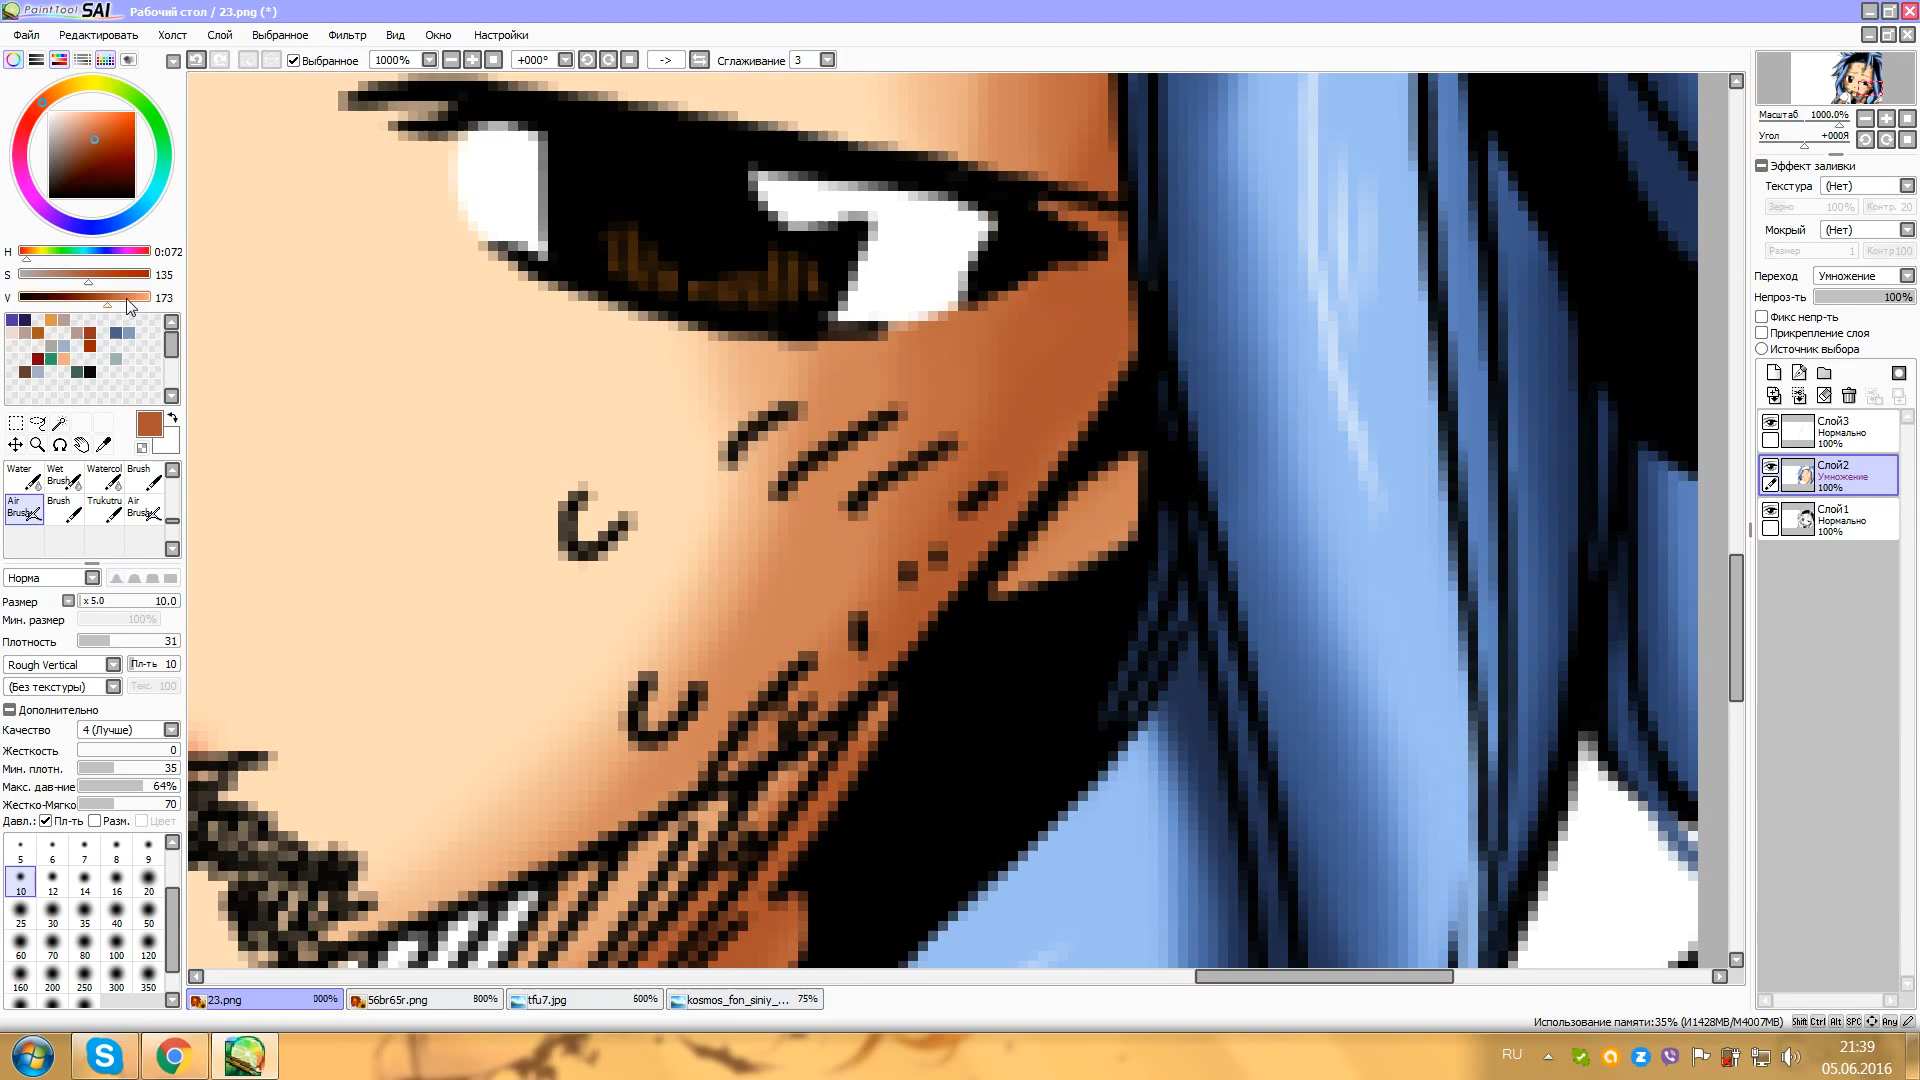 PaintTool SAI Рабочий стол / 23.png (*)
Файл Редактировать Холст Слой Выбранное Фильтр Вид Окно Настройки
Выбранное 1000% +000° -> Сглаживание 3
Масштаб 1000.0%
Угол +000Я
H 0:072
S 135
V 173
Эффект заливки
Текстура (Нет)
Зерно 100% Контр. 20
Мокрый (Нет)
Размер 1 Контр 100
Переход Умножение
Непроз-ть 100%
Фикс непр-ть
Прикрепление слоя
Источник выбора
Слой3
Нормально
100%
Слой2
Умножение
100%
Слой1
Нормально
100%
Water Wet Brush Watercol Brush
Air Brush Brush Trukutru Air Brush
Норма
Размер x 5.0 10.0
Мин. размер 100%
Плотность 31
Rough Vertical Пл-ть 10
(Без текстуры) Текс. 100
Дополнительно
Качество 4 (Лучше)
Жесткость 0
Мин. плотн. 35
Макс. дав-ние 64%
Жестко-Мягко 70
Давл.: Пл-ть Разм. Цвет
5 6 7 8 9
10 12 14 16 20
25 30 35 40 50
60 70 80 100 120
160 200 250 300 350
23.png 000% 56br65r.png 800% tfu7.jpg 600% kosmos_fon_siniy_... 75%
Использование памяти:35% (И1428MB/М4007MB) Shift Ctrl Alt SPC Any
RU
21:39
05.06.2016